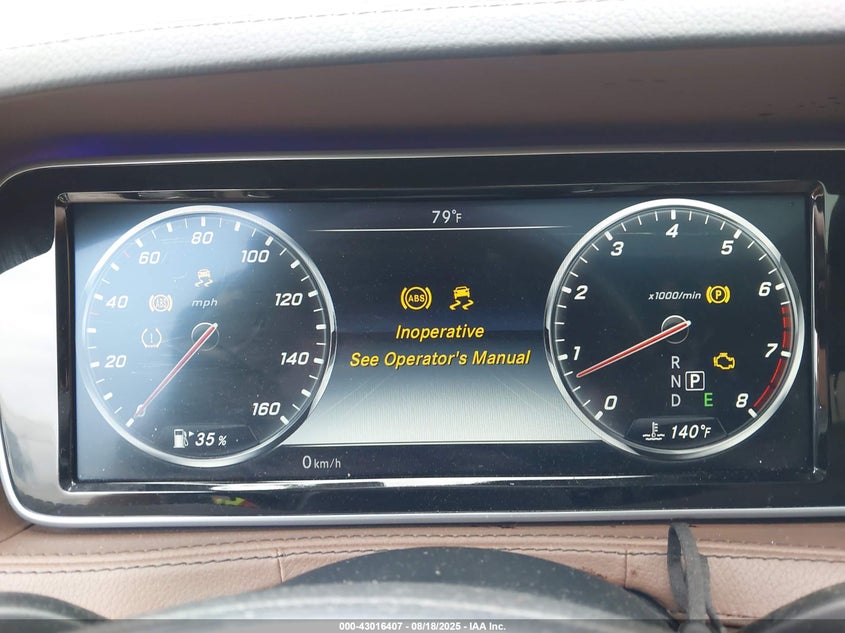 79°F
80
60
100
40
ABS
mph
120
20
140
160
35 %
0 km/h
ABS
Inoperative
See Operator's Manual
4
3
5
2
x1000/min
P
6
1
R
7
N P
D E
0
8
140°F
000-43016407 - 08/18/2025 - IAA Inc.